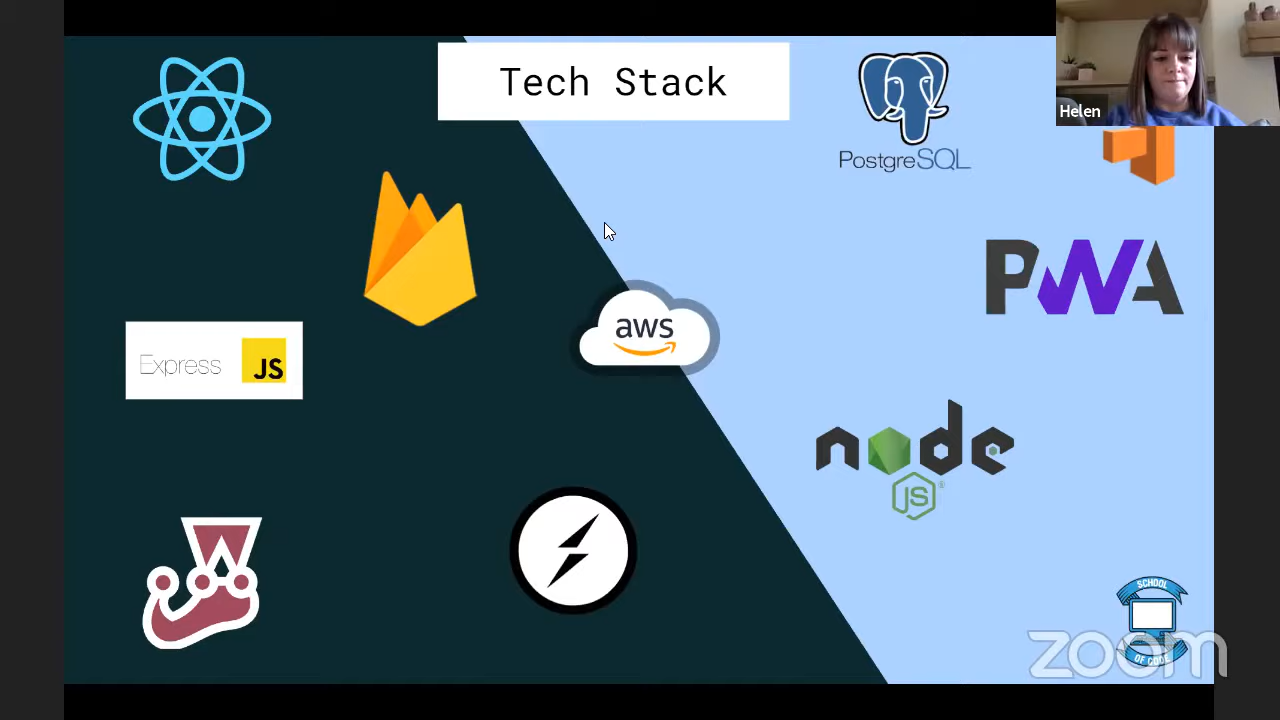 Tech Stack
PostgreSQL
Helen
PWA
aws
Express JS
node
JS
SCHOOL
OF CODE
zoom